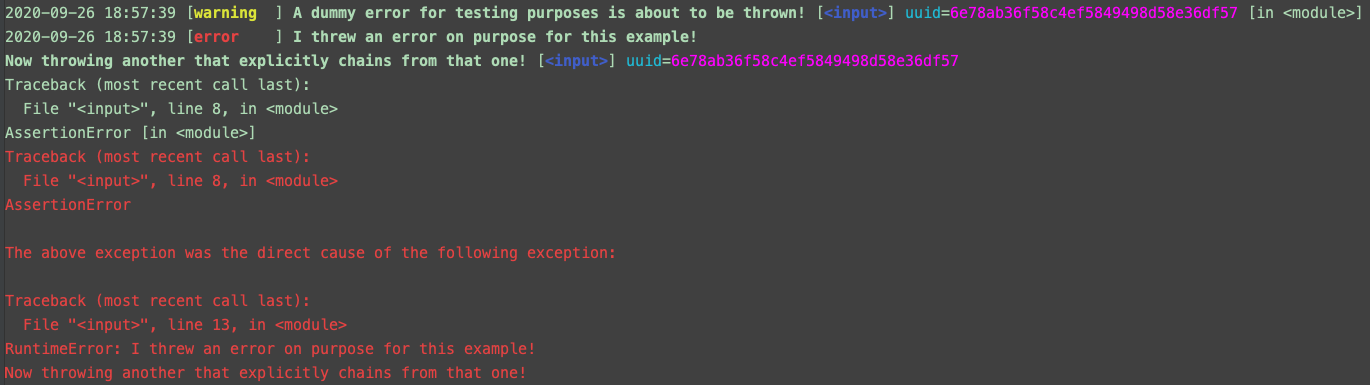 2020-09-26 18:57:39 [warning  ] A dummy error for testing purposes is about to be thrown! [<input>] uuid=6e78ab36f58c4ef5849498d58e36df57 [in <module>]
2020-09-26 18:57:39 [error    ] I threw an error on purpose for this example!
Now throwing another that explicitly chains from that one! [<input>] uuid=6e78ab36f58c4ef5849498d58e36df57
Traceback (most recent call last):
  File "<input>", line 8, in <module>
AssertionError [in <module>]
Traceback (most recent call last):
  File "<input>", line 8, in <module>
AssertionError

The above exception was the direct cause of the following exception:

Traceback (most recent call last):
  File "<input>", line 13, in <module>
RuntimeError: I threw an error on purpose for this example!
Now throwing another that explicitly chains from that one!